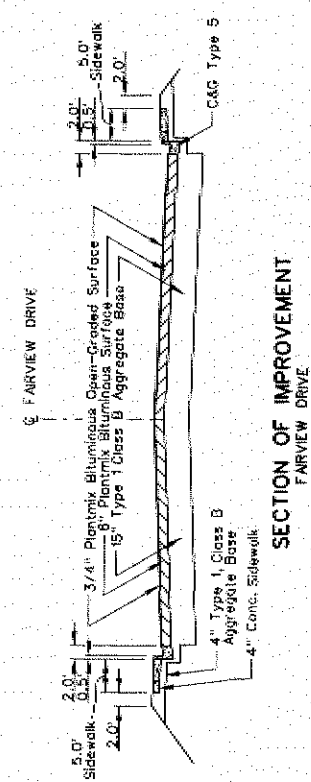 ℄ FAIRVIEW DRIVE
3/4" Plantmix Bituminous Open-Graded Surface
6" Plantmix Bituminous Surface
15" Type 1 Class B Aggregate Base
2.0'
0.5'
5.0'
Sidewalk
2.0'
2.0'
0.5'
5.0'
Sidewalk
2.0'
C&G Type 5
4" Type 1, Class B
Aggregate Base
4" Conc. Sidewalk
SECTION OF IMPROVEMENT
FAIRVIEW DRIVE